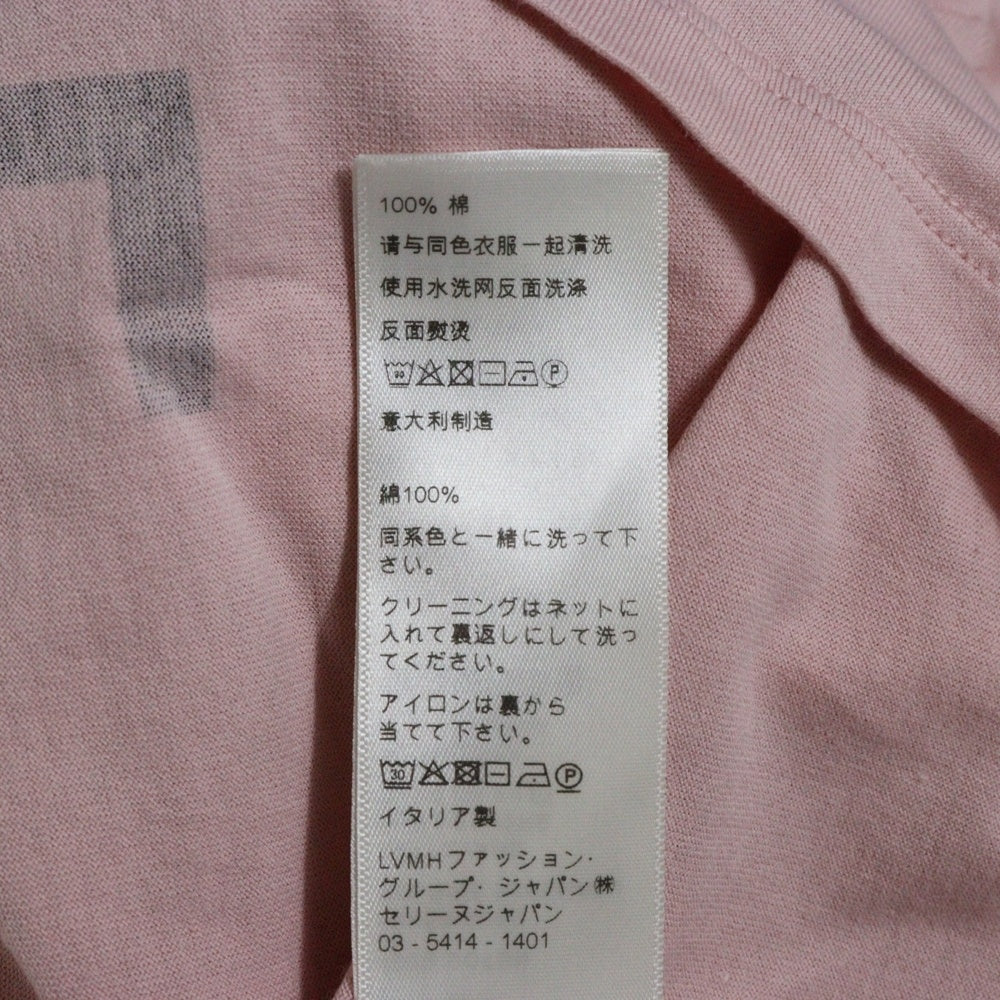 100% 棉
请与同色衣服一起清洗
使用水洗网反面洗涤
反面熨烫
30 P
意大利制造
綿100%
同系色と一緒に洗って下
さい。
クリーニングはネットに
入れて裏返しにして洗っ
てください。
アイロンは裏から
当てて下さい。
30 P
イタリア製
LVMHファッション·
グループ· ジャパン㈱
セリーヌジャパン
03 - 5414 - 1401